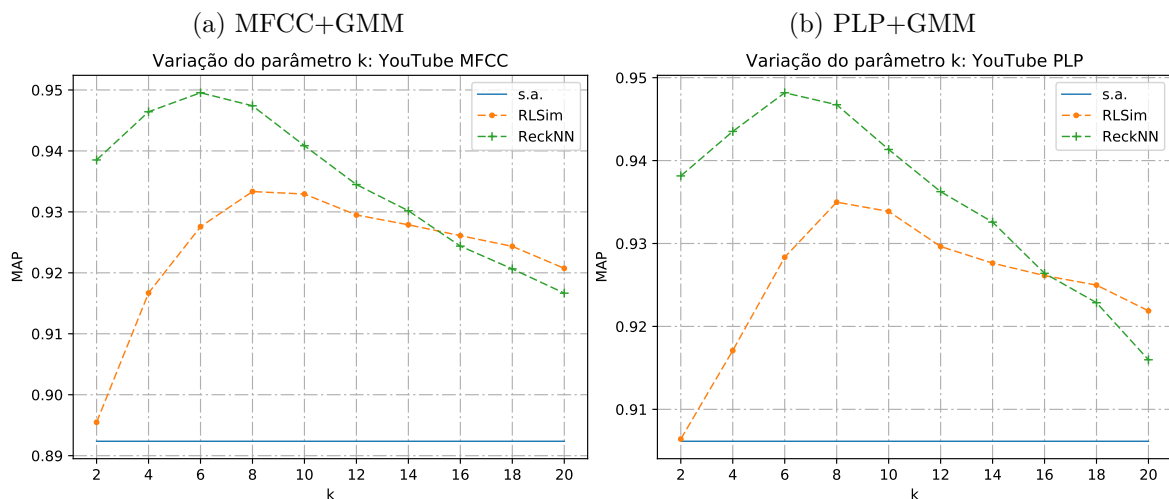 (a) MFCC+GMM
Variação do parâmetro k: YouTube MFCC
0.95
0.94
0.93
0.92
0.91
0.90
0.89
MAP
s.a.
RLSim
ReckNN
2 4 6 8 10 12 14 16 18 20
k
(b) PLP+GMM
Variação do parâmetro k: YouTube PLP
0.95
0.94
0.93
0.92
0.91
MAP
s.a.
RLSim
ReckNN
2 4 6 8 10 12 14 16 18 20
k